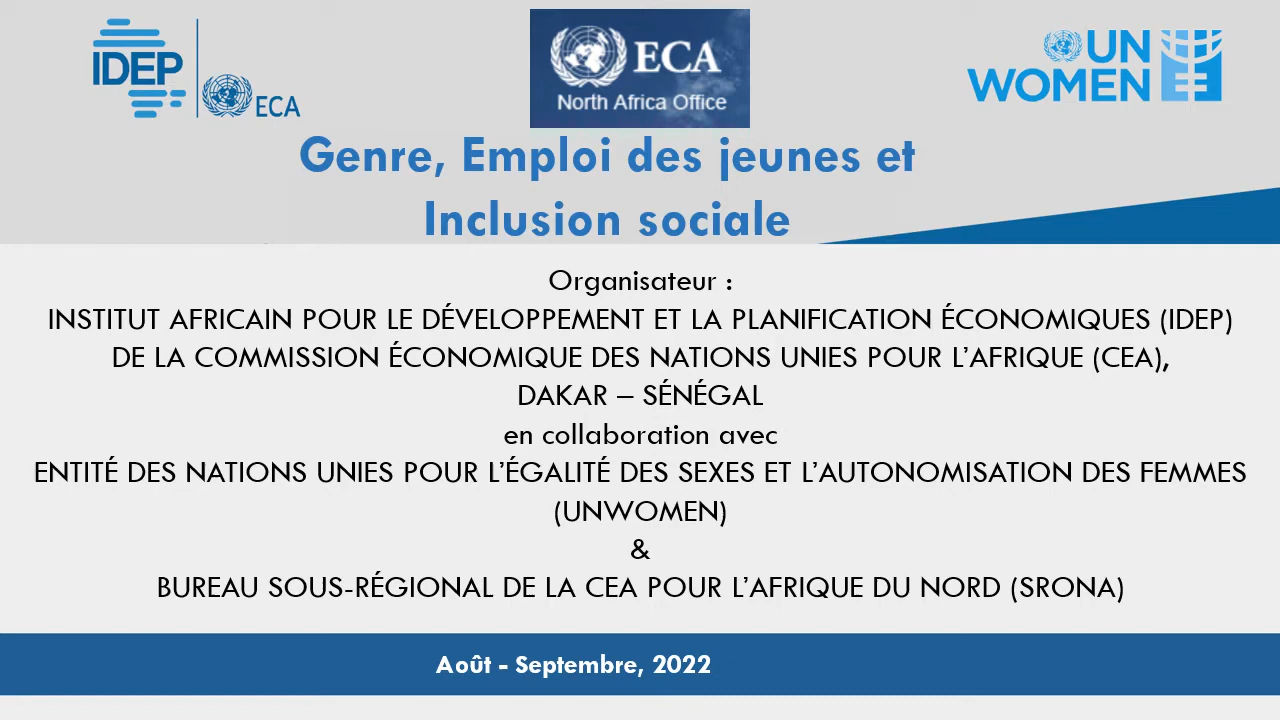 IDEP
ECA
ECA
North Africa Office
UN
WOMEN
Genre, Emploi des jeunes et
Inclusion sociale
Organisateur :
INSTITUT AFRICAIN POUR LE DÉVELOPPEMENT ET LA PLANIFICATION ÉCONOMIQUES (IDEP)
DE LA COMMISSION ÉCONOMIQUE DES NATIONS UNIES POUR L’AFRIQUE (CEA),
DAKAR – SÉNÉGAL
en collaboration avec
ENTITÉ DES NATIONS UNIES POUR L’ÉGALITÉ DES SEXES ET L’AUTONOMISATION DES FEMMES
(UNWOMEN)
&
BUREAU SOUS-RÉGIONAL DE LA CEA POUR L’AFRIQUE DU NORD (SRONA)
Août - Septembre, 2022